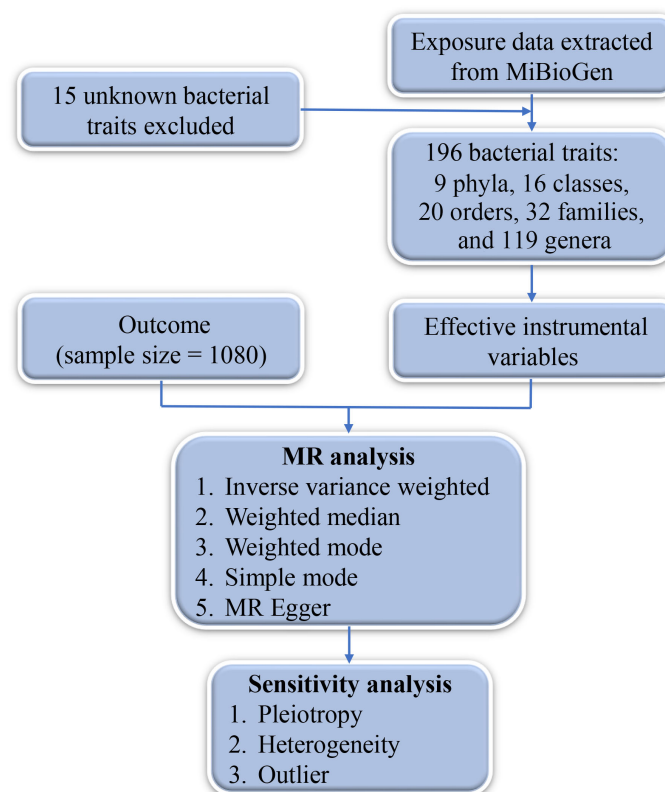 Exposure data extracted
from MiBioGen
15 unknown bacterial
traits excluded
196 bacterial traits:
9 phyla, 16 classes,
20 orders, 32 families,
and 119 genera
Outcome
(sample size = 1080)
Effective instrumental
variables
MR analysis
1. Inverse variance weighted
2. Weighted median
3. Weighted mode
4. Simple mode
5. MR Egger
Sensitivity analysis
1. Pleiotropy
2. Heterogeneity
3. Outlier